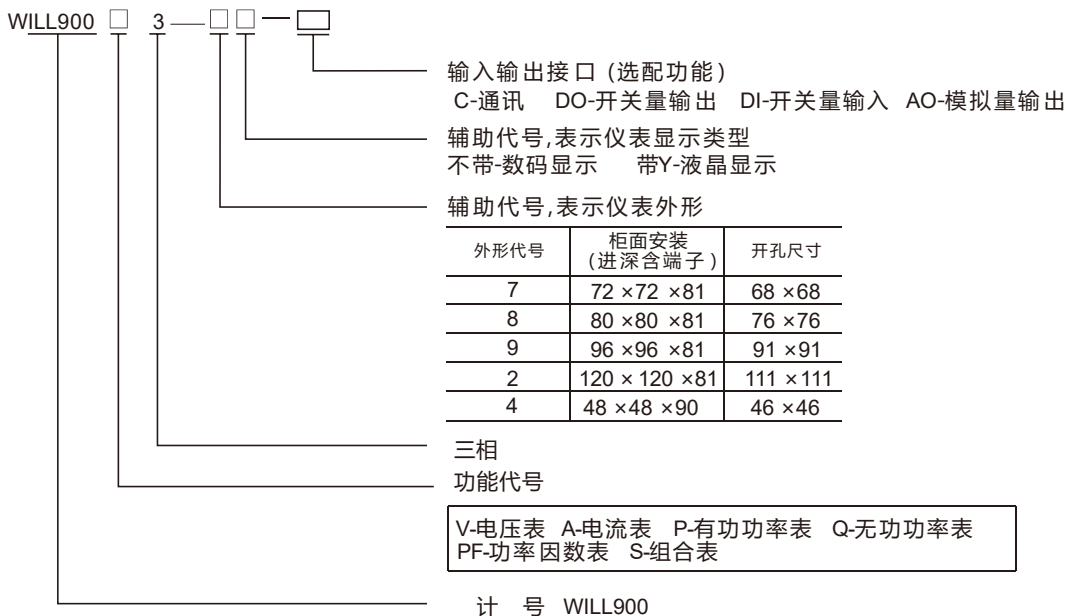 WILL900 □ 3 — □ □ — □
输入输出接口 (选配功能)
C-通讯 DO-开关量输出 DI-开关量输入 AO-模拟量输出
辅助代号,表示仪表显示类型
不带-数码显示 带Y-液晶显示
辅助代号,表示仪表外形
外形代号 柜面安装 (进深含端子) 开孔尺寸
7 72 ×72 ×81 68 ×68
8 80 ×80 ×81 76 ×76
9 96 ×96 ×81 91 ×91
2 120 × 120 ×81 111 ×111
4 48 ×48 ×90 46 ×46
三相
功能代号
V-电压表 A-电流表 P-有功功率表 Q-无功功率表
PF-功率因数表 S-组合表
计 号 WILL900